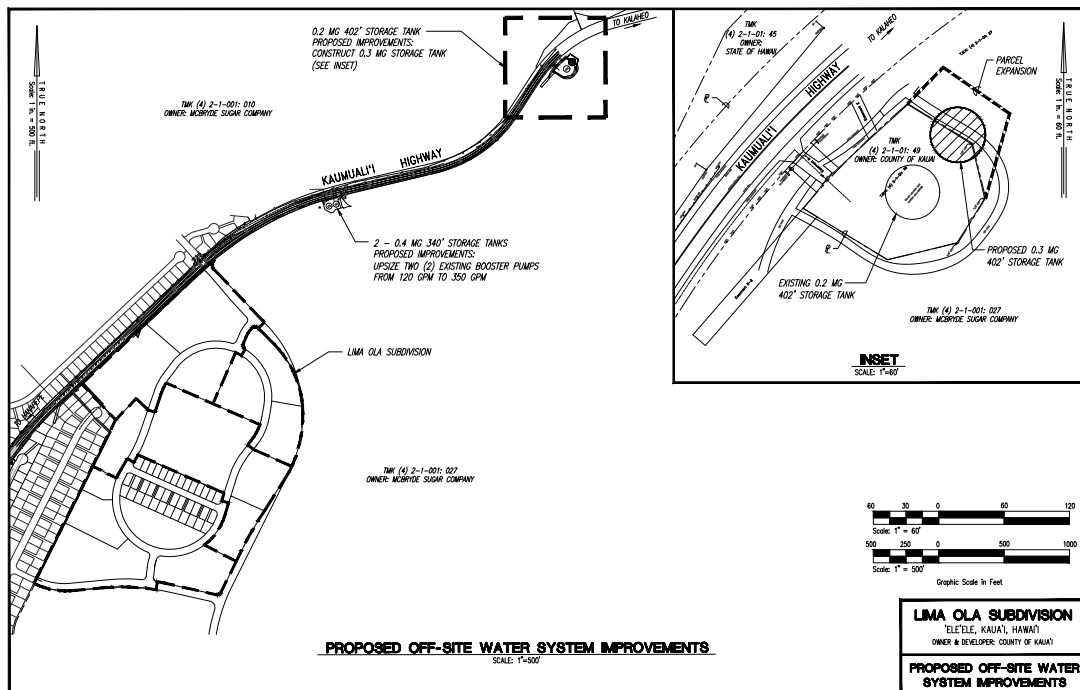 0.2 MG 402' STORAGE TANK
PROPOSED IMPROVEMENTS:
CONSTRUCT 0.3 MG STORAGE TANK
(SEE INSET)
TO KALAHEO
TRUE NORTH
Scale: 1 in. = 500 ft.
TMK (4) 2-1-001: 010
OWNER: MCBRYDE SUGAR COMPANY
KAUMUALI'I HIGHWAY
2 - 0.4 MG 340' STORAGE TANKS
PROPOSED IMPROVEMENTS:
UPSIZE TWO (2) EXISTING BOOSTER PUMPS
FROM 120 GPM TO 350 GPM
LIMA OLA SUBDIVISION
TMK (4) 2-1-001: 027
OWNER: MCBRYDE SUGAR COMPANY
TMK
(4) 2-1-01: 45
OWNER:
STATE OF HAWAII
TO KALAHEO
KAUMUALI'I HIGHWAY
PARCEL
EXPANSION
TRUE NORTH
Scale: 1 in. = 60 ft.
TMK
(4) 2-1-01: 49
OWNER: COUNTY OF KAUAI
PROPOSED 0.3 MG
402' STORAGE TANK
EXISTING 0.2 MG
402' STORAGE TANK
TMK (4) 2-1-001: 027
OWNER: MCBRYDE SUGAR COMPANY
INSET
SCALE: 1"=60'
60 30 0 60 120
Scale: 1" = 60'
500 250 0 500 1000
Scale: 1" = 500'
Graphic Scale in Feet
PROPOSED OFF-SITE WATER SYSTEM IMPROVEMENTS
SCALE: 1"=500'
LIMA OLA SUBDIVISION
'ELE'ELE, KAUA'I, HAWAI'I
OWNER & DEVELOPER: COUNTY OF KAUA'I
PROPOSED OFF-SITE WATER
SYSTEM IMPROVEMENTS